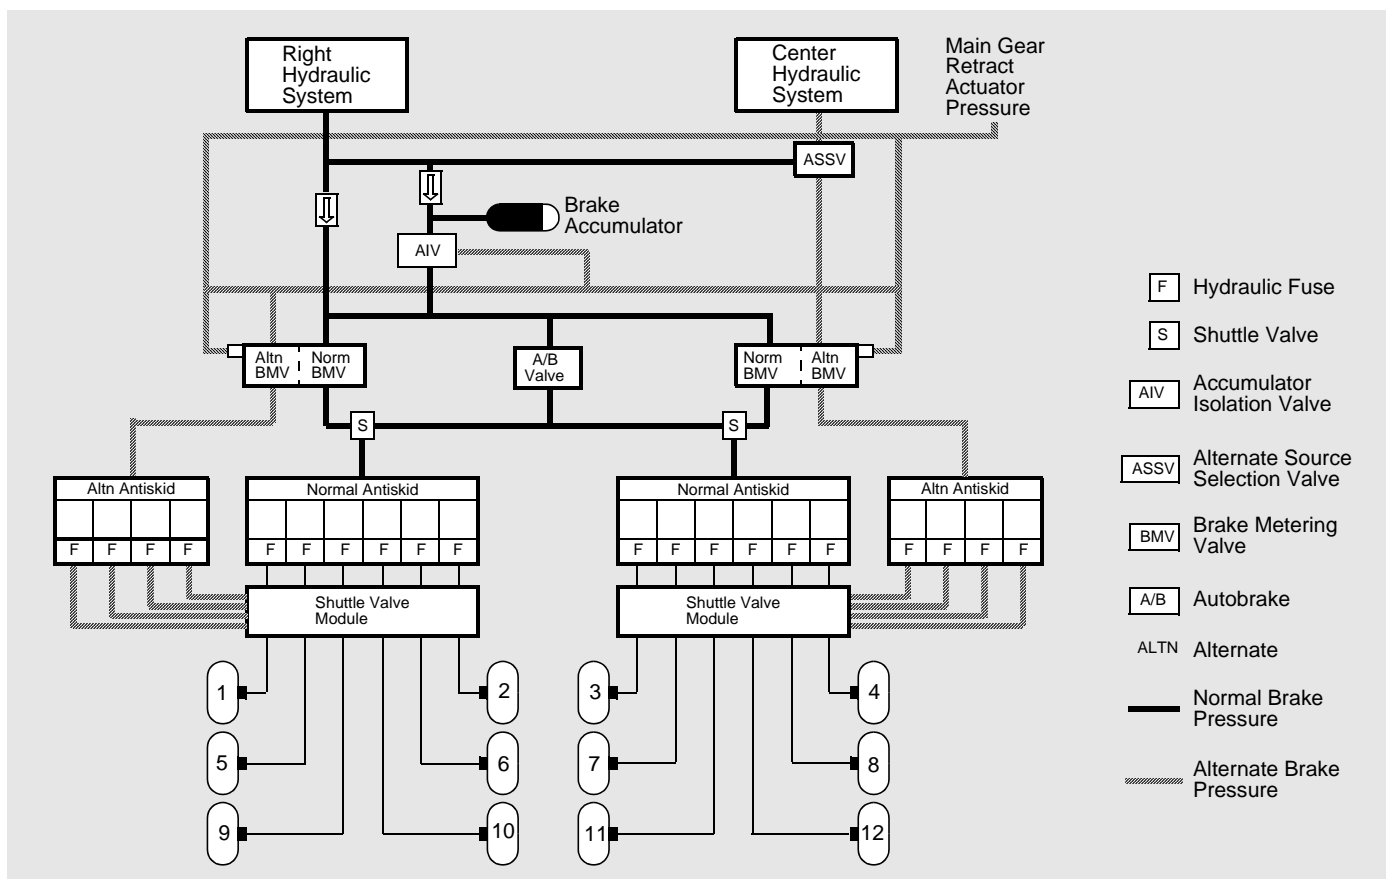 Right
Hydraulic
System
Center
Hydraulic
System
Main Gear
Retract
Actuator
Pressure
ASSV
Brake
Accumulator
AIV
Altn
BMV
Norm
BMV
A/B
Valve
Norm
BMV
Altn
BMV
S
S
Altn Antiskid
F F F F
Normal Antiskid
F F F F F F
Normal Antiskid
F F F F F F
Altn Antiskid
F F F F
Shuttle Valve
Module
Shuttle Valve
Module
1 2 3 4
5 6 7 8
9 10 11 12
F Hydraulic Fuse
S Shuttle Valve
AIV Accumulator
Isolation Valve
ASSV Alternate Source
Selection Valve
BMV Brake Metering
Valve
A/B Autobrake
ALTN Alternate
Normal Brake
Pressure
Alternate Brake
Pressure